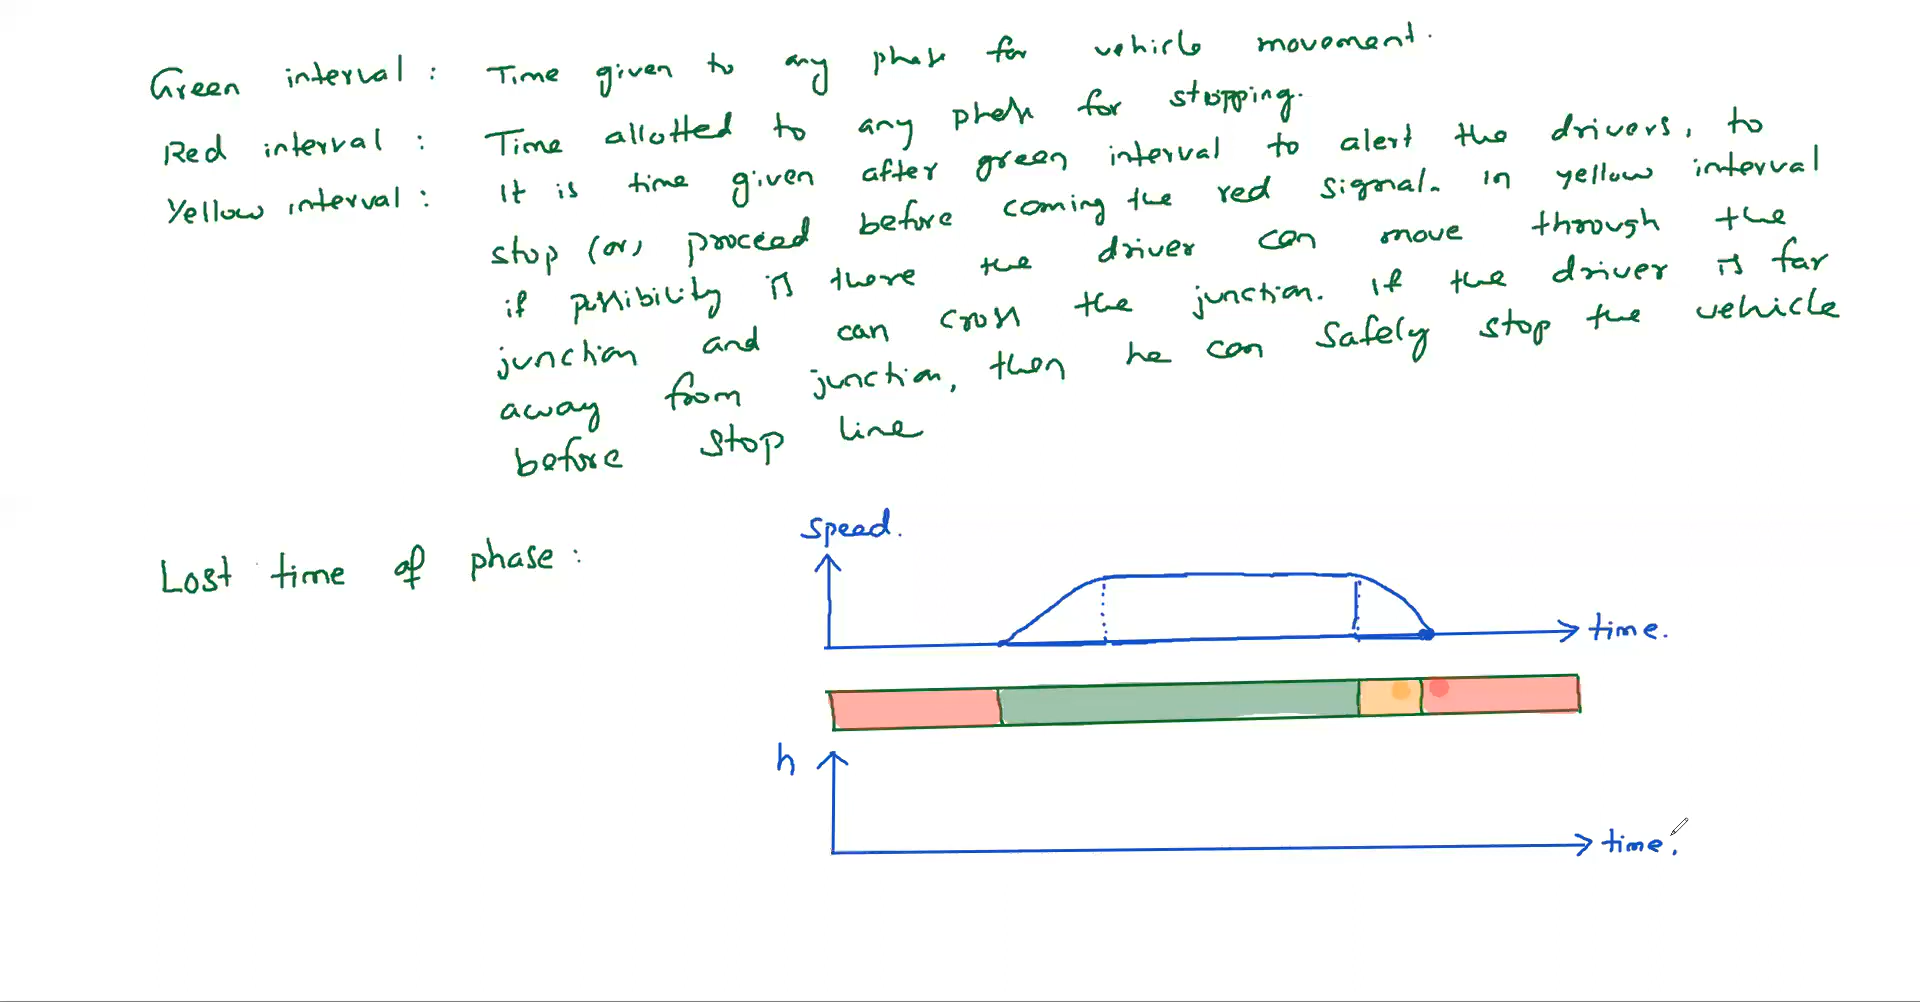 Green interval : Time given to any phase for vehicle movement.
Red interval : Time allotted to any phase for stopping.
Yellow interval : It is time given after green interval to alert the drivers, to
stop (or) proceed before coming the red signal. in yellow interval
if possibility is there the driver can move through the
junction and can cross the junction. If the driver is far
away from junction, then he can safely stop the vehicle
before stop line
Lost time of phase :
speed.
time.
h
time.